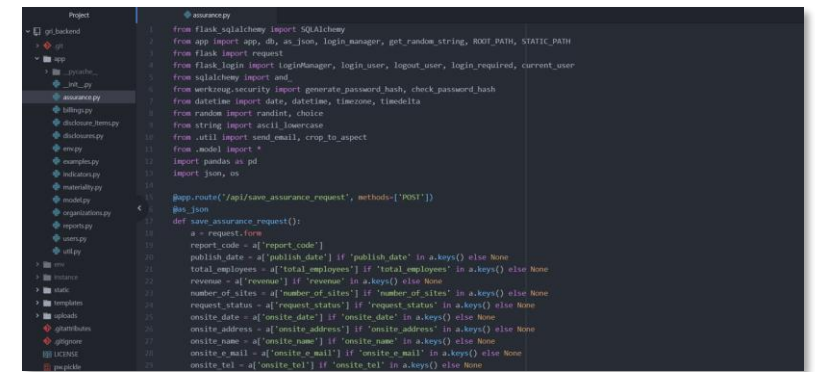 Project
gri_backend
.git
app
__pycache__
__init__.py
assurance.py
billings.py
disclosure_items.py
disclosures.py
env.py
examples.py
indicators.py
materiality.py
model.py
organizations.py
reports.py
users.py
util.py
env
instance
static
templates
uploads
.gitattributes
.gitignore
LICENSE
pw.pickle
assurance.py
1 from flask_sqlalchemy import SQLAlchemy
2 from app import app, db, as_json, login_manager, get_random_string, ROOT_PATH, STATIC_PATH
3 from flask import request
4 from flask_login import LoginManager, login_user, logout_user, login_required, current_user
5 from sqlalchemy import and_
6 from werkzeug.security import generate_password_hash, check_password_hash
7 from datetime import date, datetime, timezone, timedelta
8 from random import randint, choice
9 from string import ascii_lowercase
10 from .util import send_email, crop_to_aspect
11 from .model import *
12 import pandas as pd
13 import json, os
14
15 @app.route('/api/save_assurance_request', methods=['POST'])
16 @as_json
17 def save_assurance_request():
18 a = request.form
19 report_code = a['report_code']
20 publish_date = a['publish_date'] if 'publish_date' in a.keys() else None
21 total_employees = a['total_employees'] if 'total_employees' in a.keys() else None
22 revenue = a['revenue'] if 'revenue' in a.keys() else None
23 number_of_sites = a['number_of_sites'] if 'number_of_sites' in a.keys() else None
24 request_status = a['request_status'] if 'request_status' in a.keys() else None
25 onsite_date = a['onsite_date'] if 'onsite_date' in a.keys() else None
26 onsite_address = a['onsite_address'] if 'onsite_address' in a.keys() else None
27 onsite_name = a['onsite_name'] if 'onsite_name' in a.keys() else None
28 onsite_e_mail = a['onsite_e_mail'] if 'onsite_e_mail' in a.keys() else None
29 onsite_tel = a['onsite_tel'] if 'onsite_tel' in a.keys() else None